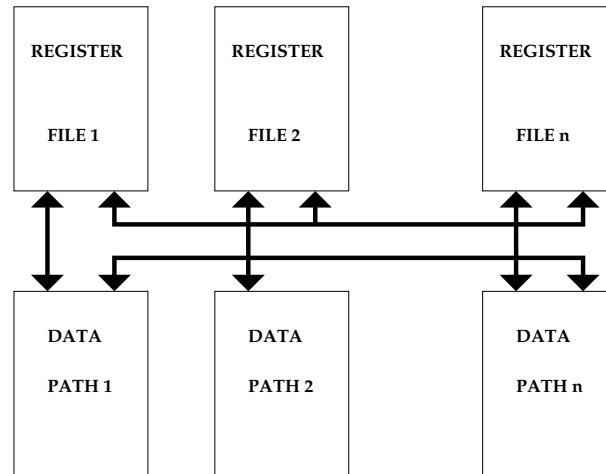 REGISTER
FILE 1
REGISTER
FILE 2
REGISTER
FILE n
DATA
PATH 1
DATA
PATH 2
DATA
PATH n